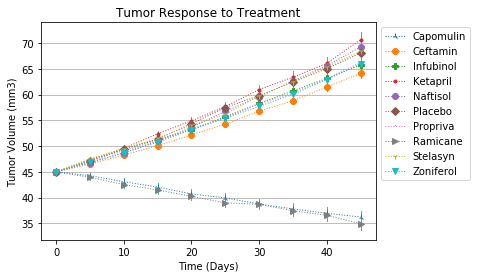 Tumor Response to Treatment
Tumor Volume (mm3)
70
65
60
55
50
45
40
35
0
10
20
30
40
Time (Days)
Capomulin
Ceftamin
Infubinol
Ketapril
Naftisol
Placebo
Propriva
Ramicane
Stelasyn
Zoniferol